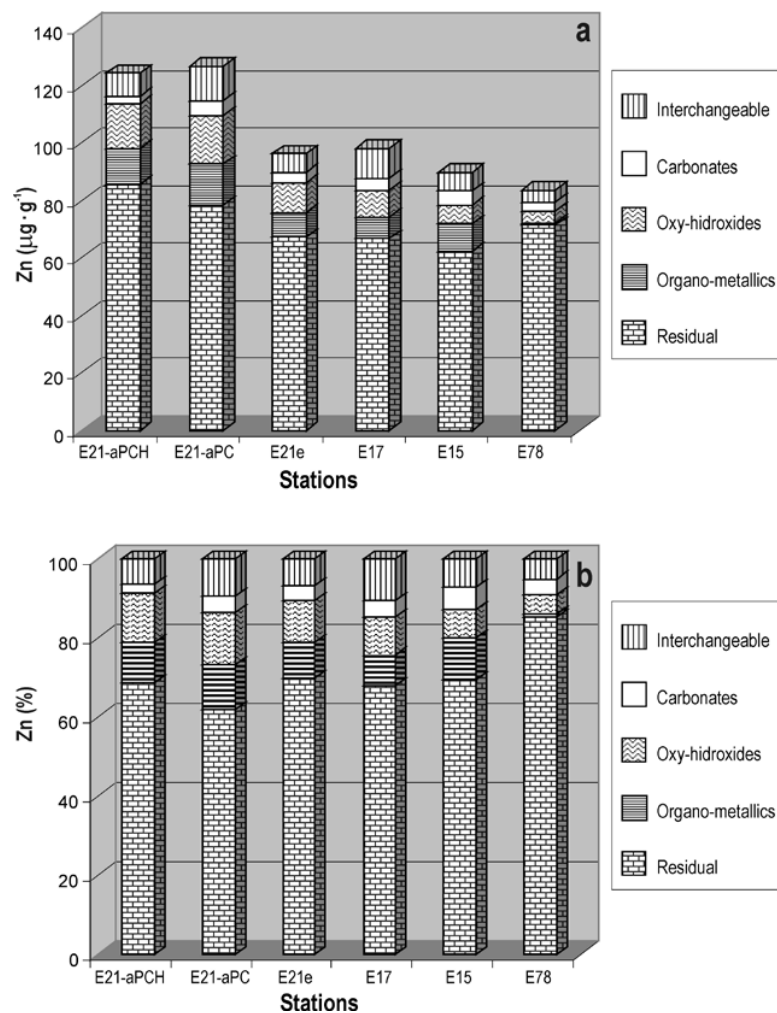 a
140
120
100
80
60
40
20
0
Zn (µg · g⁻¹)
E21-aPCH E21-aPC E21e E17 E15 E78
Stations
Interchangeable
Carbonates
Oxy-hidroxides
Organo-metallics
Residual
b
100
80
60
40
20
0
Zn (%)
E21-aPCH E21-aPC E21e E17 E15 E78
Stations
Interchangeable
Carbonates
Oxy-hidroxides
Organo-metallics
Residual